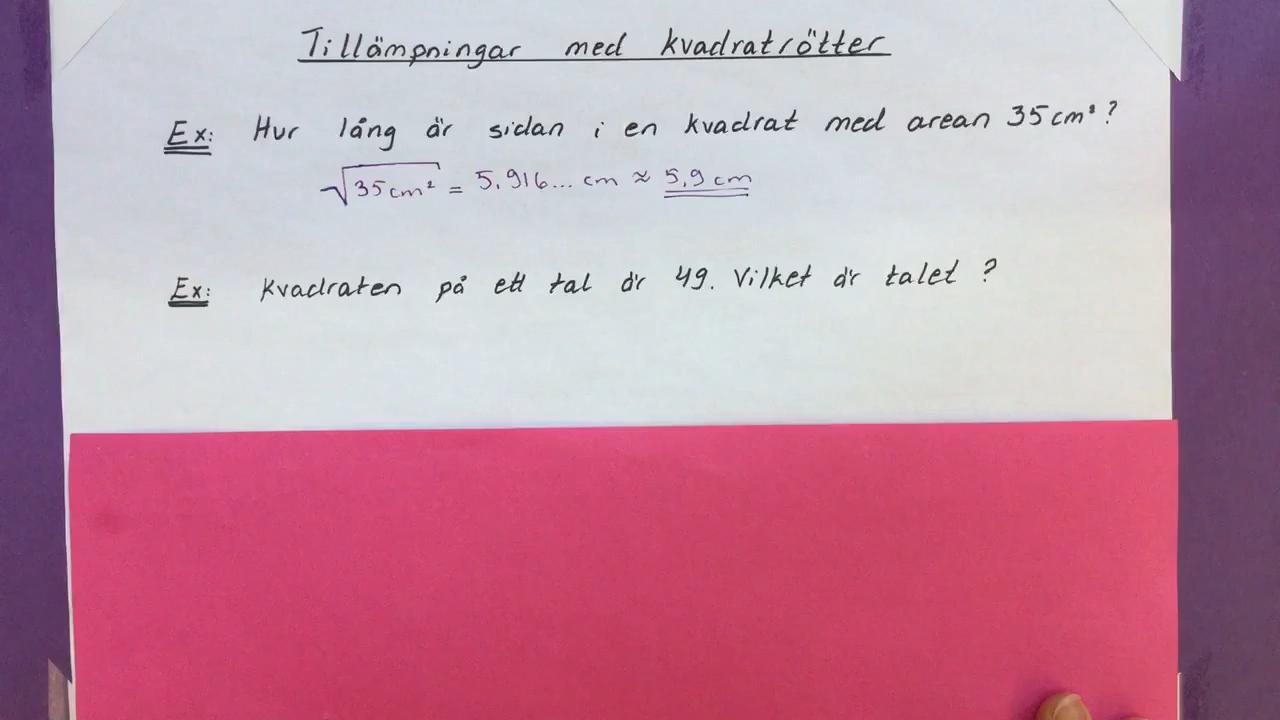 Tillämpningar med kvadratrötter
Ex: Hur lång är sidan i en kvadrat med arean 35 cm²?
√35 cm² = 5,916... cm ≈ 5,9 cm
Ex: Kvadraten på ett tal är 49. Vilket är talet?